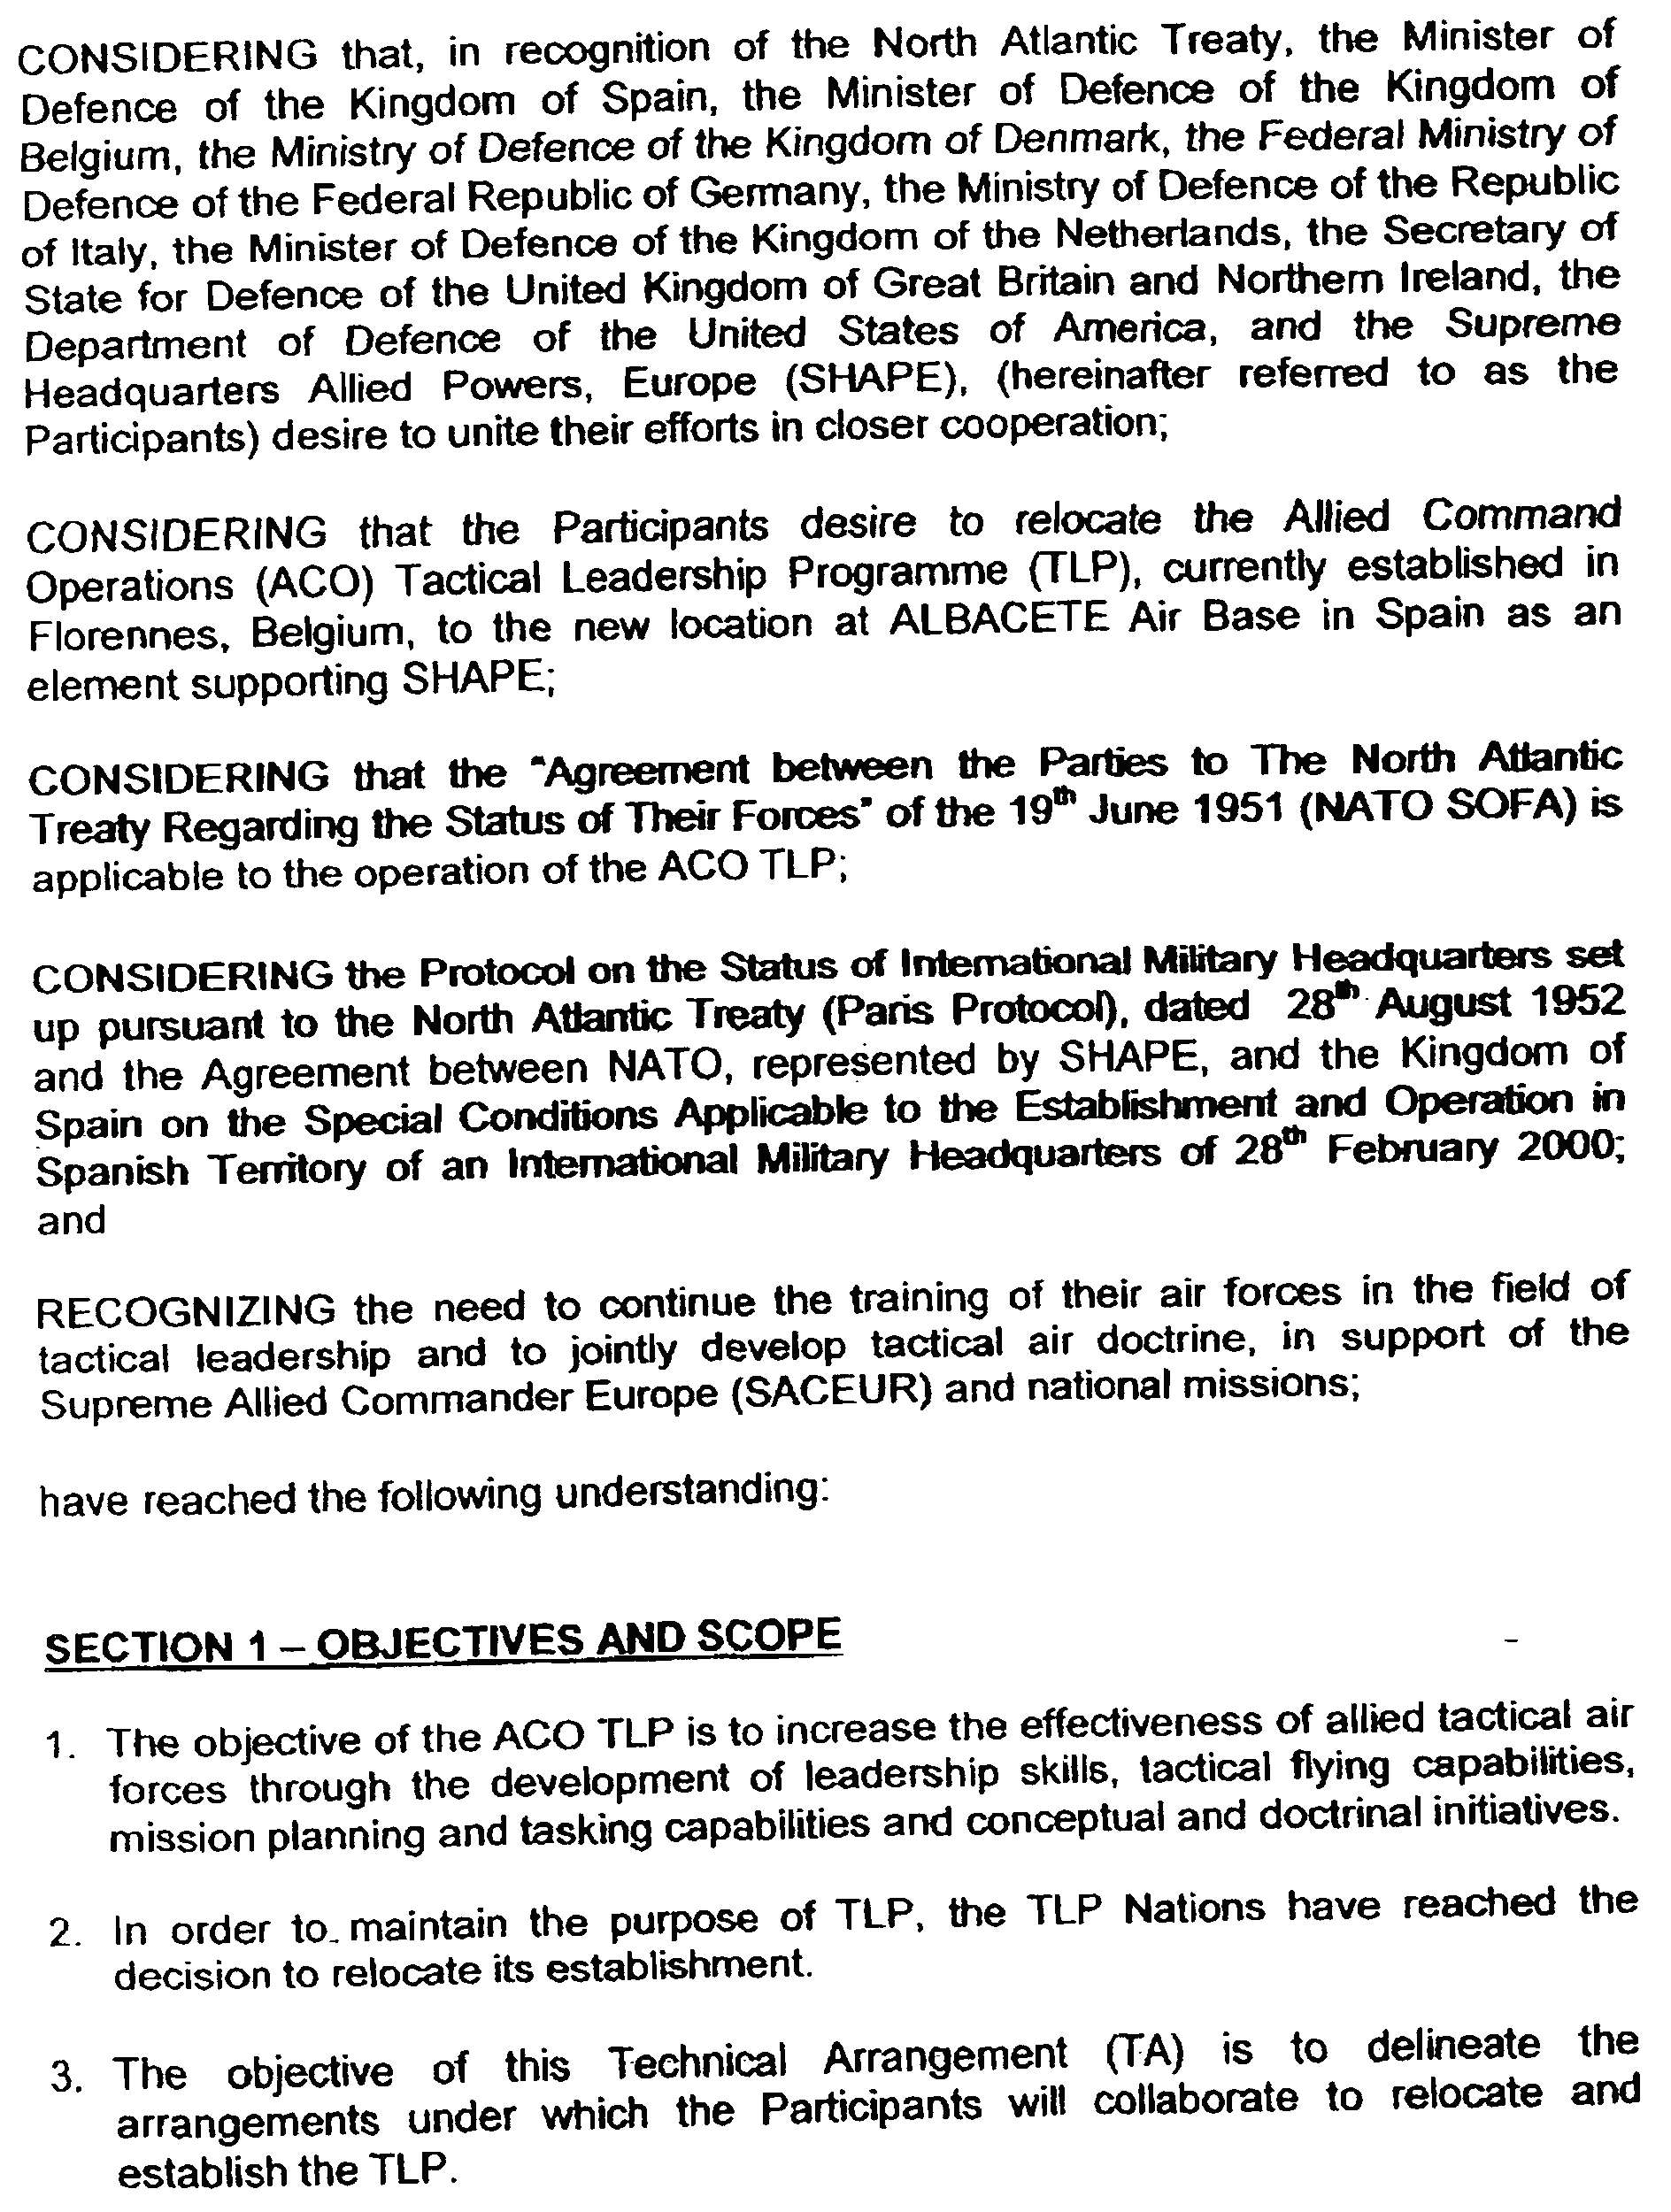 CONSIDERING that, in recognition of the North Atlantic Treaty, the Minister of
Defence of the Kingdom of Spain, the Minister of Defence of the Kingdom of
Belgium, the Ministry of Defence of the Kingdom of Denmark, the Federal Ministry of
Defence of the Federal Republic of Germany, the Ministry of Defence of the Republic
of Italy, the Minister of Defence of the Kingdom of the Netherlands, the Secretary of
State for Defence of the United Kingdom of Great Britain and Northern Ireland, the
Department of Defence of the United States of America, and the Supreme
Headquarters Allied Powers, Europe (SHAPE), (hereinafter referred to as the
Participants) desire to unite their efforts in closer cooperation;
CONSIDERING that the Participants desire to relocate the Allied Command
Operations (ACO) Tactical Leadership Programme (TLP), currently established in
Florennes, Belgium, to the new location at ALBACETE Air Base in Spain as an
element supporting SHAPE;
CONSIDERING that the "Agreement between the Parties to The North Atlantic
Treaty Regarding the Status of Their Forces" of the 19th June 1951 (NATO SOFA) is
applicable to the operation of the ACO TLP;
CONSIDERING the Protocol on the Status of International Military Headquarters set
up pursuant to the North Atlantic Treaty (Paris Protocol), dated 28th August 1952
and the Agreement between NATO, represented by SHAPE, and the Kingdom of
Spain on the Special Conditions Applicable to the Establishment and Operation in
Spanish Territory of an International Military Headquarters of 28th February 2000;
and
RECOGNIZING the need to continue the training of their air forces in the field of
tactical leadership and to jointly develop tactical air doctrine, in support of the
Supreme Allied Commander Europe (SACEUR) and national missions;
have reached the following understanding:
SECTION 1 – OBJECTIVES AND SCOPE
1. The objective of the ACO TLP is to increase the effectiveness of allied tactical air
forces through the development of leadership skills, tactical flying capabilities,
mission planning and tasking capabilities and conceptual and doctrinal initiatives.
2. In order to maintain the purpose of TLP, the TLP Nations have reached the
decision to relocate its establishment.
3. The objective of this Technical Arrangement (TA) is to delineate the
arrangements under which the Participants will collaborate to relocate and
establish the TLP.